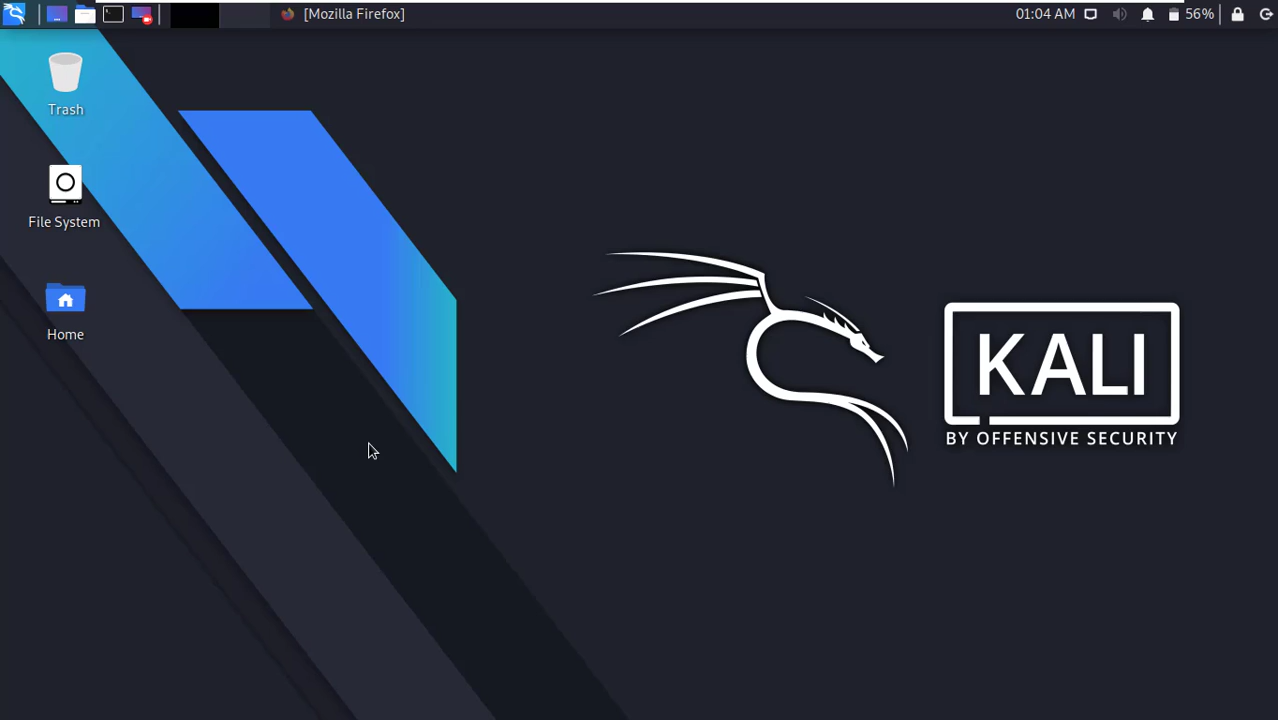 [Mozilla Firefox]
01:04 AM
56%
Trash
File System
Home
KALI
BY OFFENSIVE SECURITY